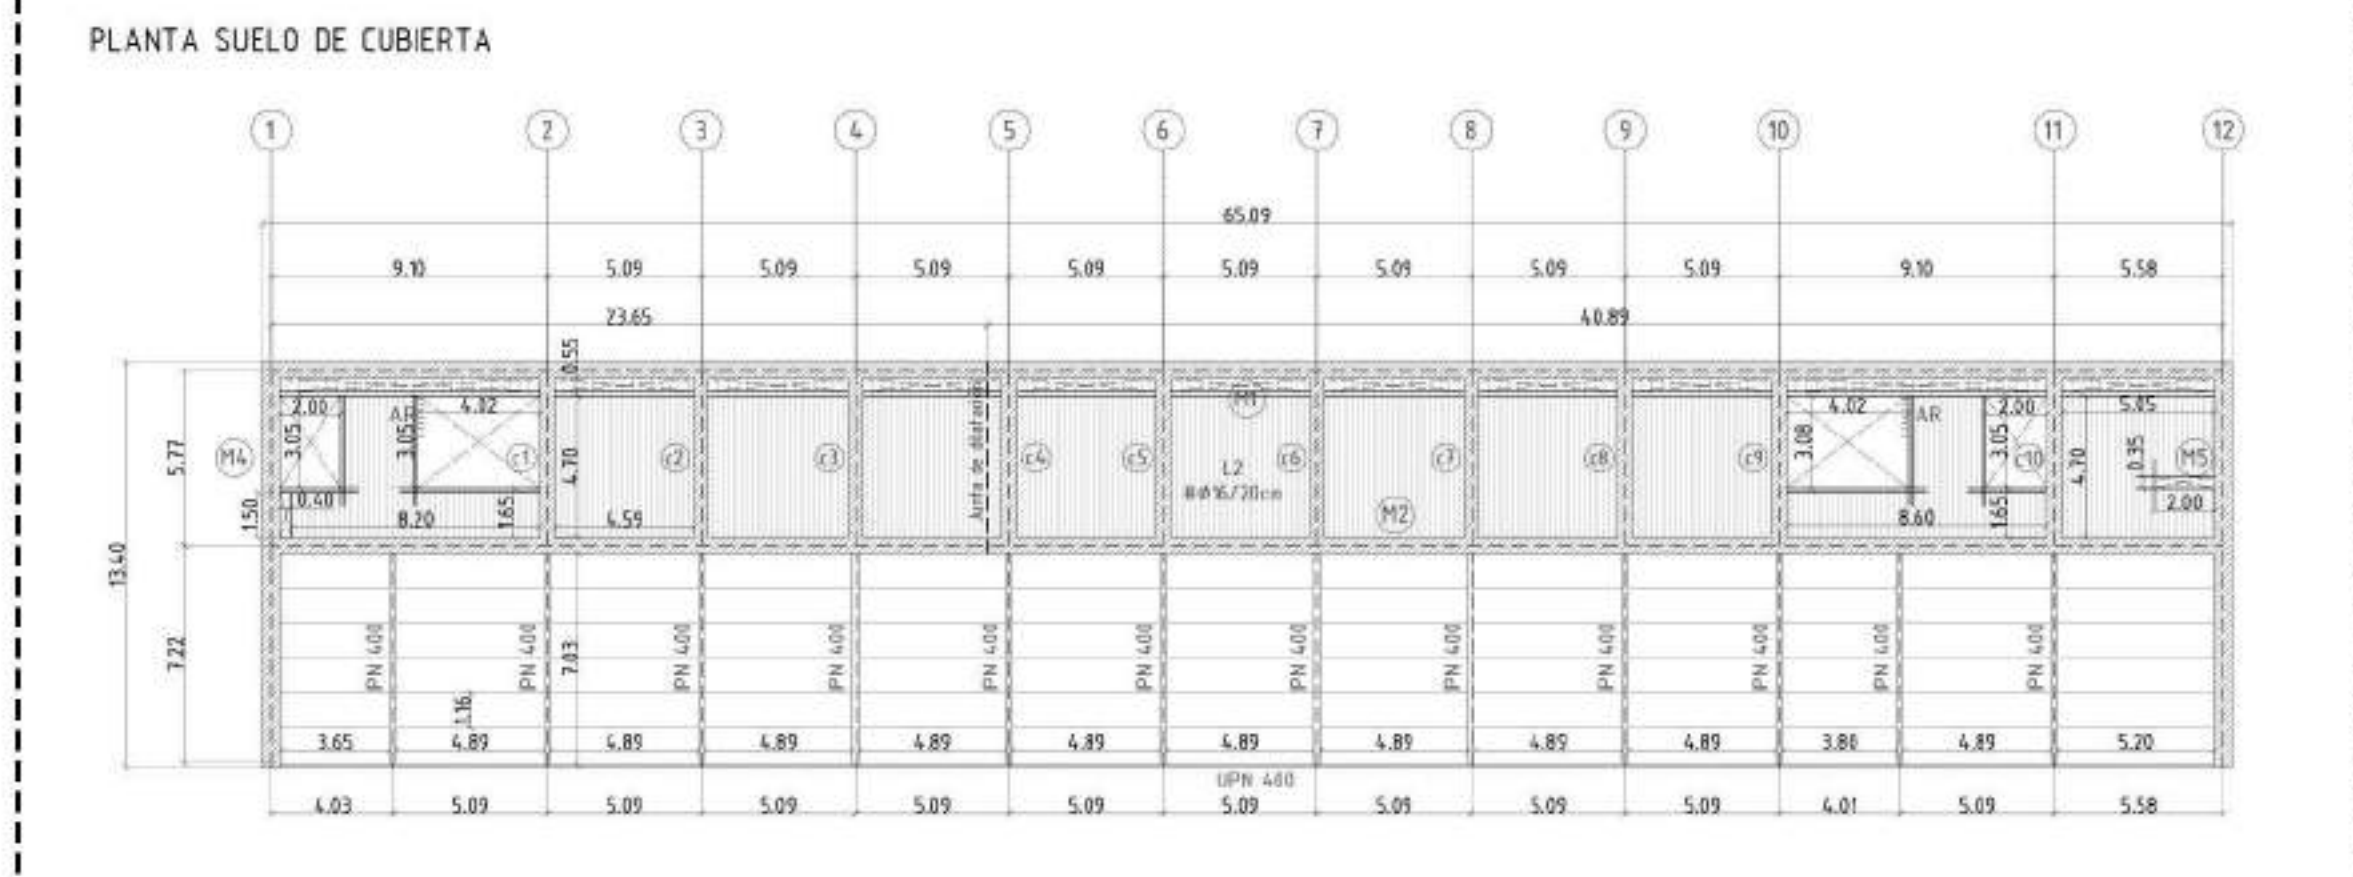 PLANTA SUELO DE CUBIERTA
1 2 3 4 5 6 7 8 9 10 11 12
65.09
9.10 5.09 5.09 5.09 5.09 5.09 5.09 5.09 5.09 9.10 5.58
23.65 40.89
0.55
M1
2.00 AR 4.02 4.02 AR 2.00 5.05
3.05 3.05 3.08 3.05 0.35
5.77 M4 c1 4.70 c2 c3 Junta de dilatación c4 c5 c6 c7 c8 c9 c10 4.70 M5
L2
Ø16/20cm
M2
1.50 0.40 8.20 1.65 4.59 8.60 1.65 2.00
13.40
7.22 7.03
PN 400 PN 400 PN 400 PN 400 PN 400 PN 400 PN 400 PN 400 PN 400 PN 400 PN 400 PN 400
1.16
3.65 4.89 4.89 4.89 4.89 4.89 4.89 4.89 4.89 4.89 3.80 4.89 5.20
UPN 400
4.03 5.09 5.09 5.09 5.09 5.09 5.09 5.09 5.09 5.09 4.01 5.09 5.58